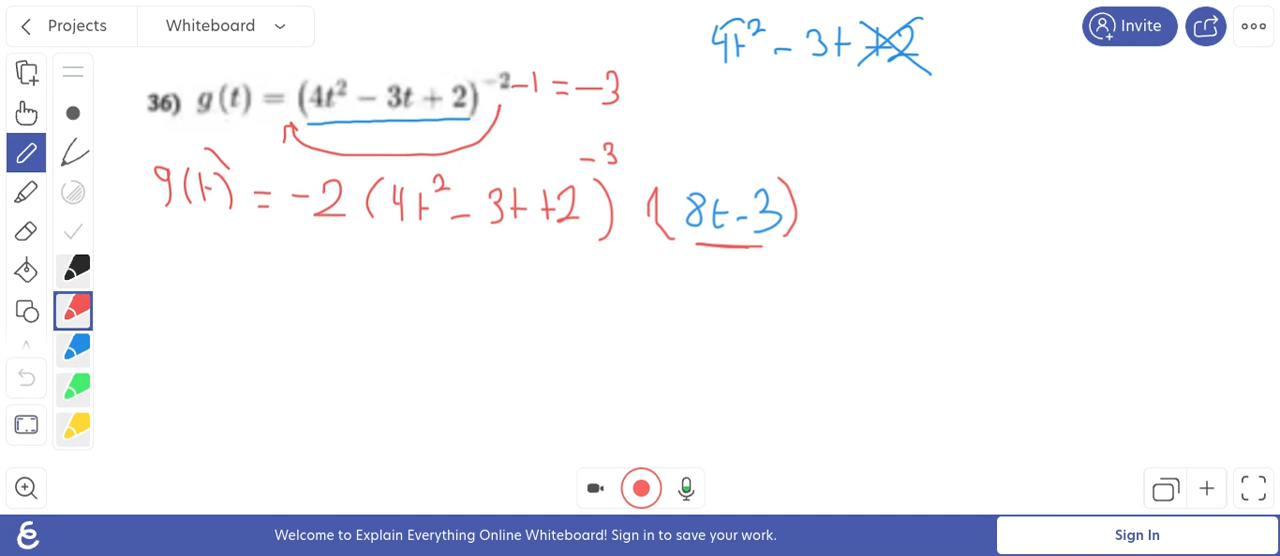 Projects
Whiteboard
Invite
4t² - 3t +2
36) g(t) = (4t² − 3t + 2)⁻² -1 = -3
g(t) = -2 (4t² - 3t +2)⁻³ (8t - 3)
Welcome to Explain Everything Online Whiteboard! Sign in to save your work.
Sign In